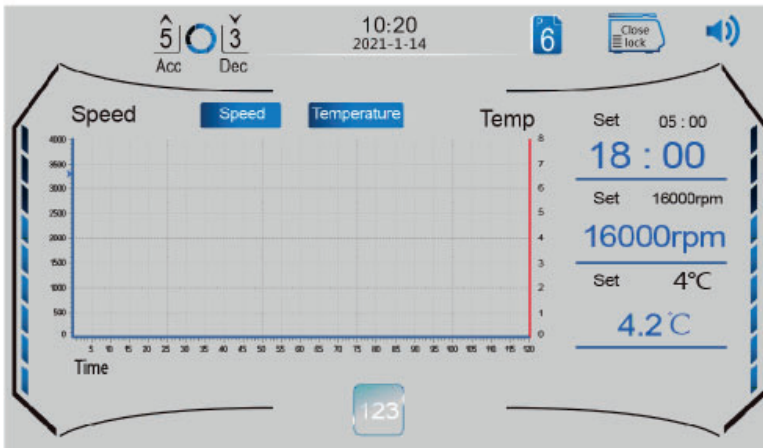 5 3
Acc Dec
10:20
2021-1-14
6
Close
lock
Speed
Speed
Temperature
Temp
4000
3500
3000
2500
2000
1500
1000
500
0
8
7
6
5
4
3
2
1
0
5 10 15 20 25 30 35 40 45 50 55 60 65 70 75 80 85 90 95 100 105 110 115 120
Time
Set 05:00
18:00
Set 16000rpm
16000rpm
Set 4°C
4.2℃
123